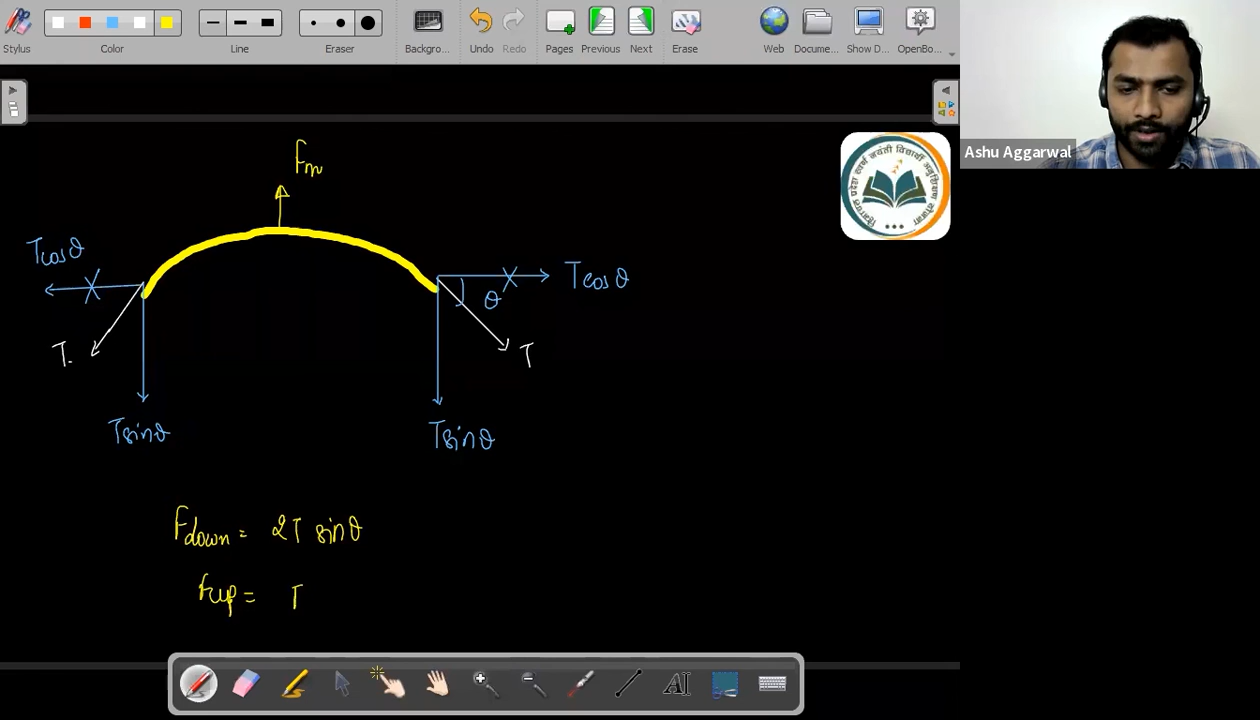 Stylus
Color
Line
Eraser
Backgro...
Undo
Redo
Pages
Previous
Next
Erase
Web
Docume...
Show D...
OpenBo...
Ashu Aggarwal
Fm
Tcosθ
Tcosθ
θ
T.
T
Tsinθ
Tsinθ
Fdown = 2T sinθ
Fup = I
AI